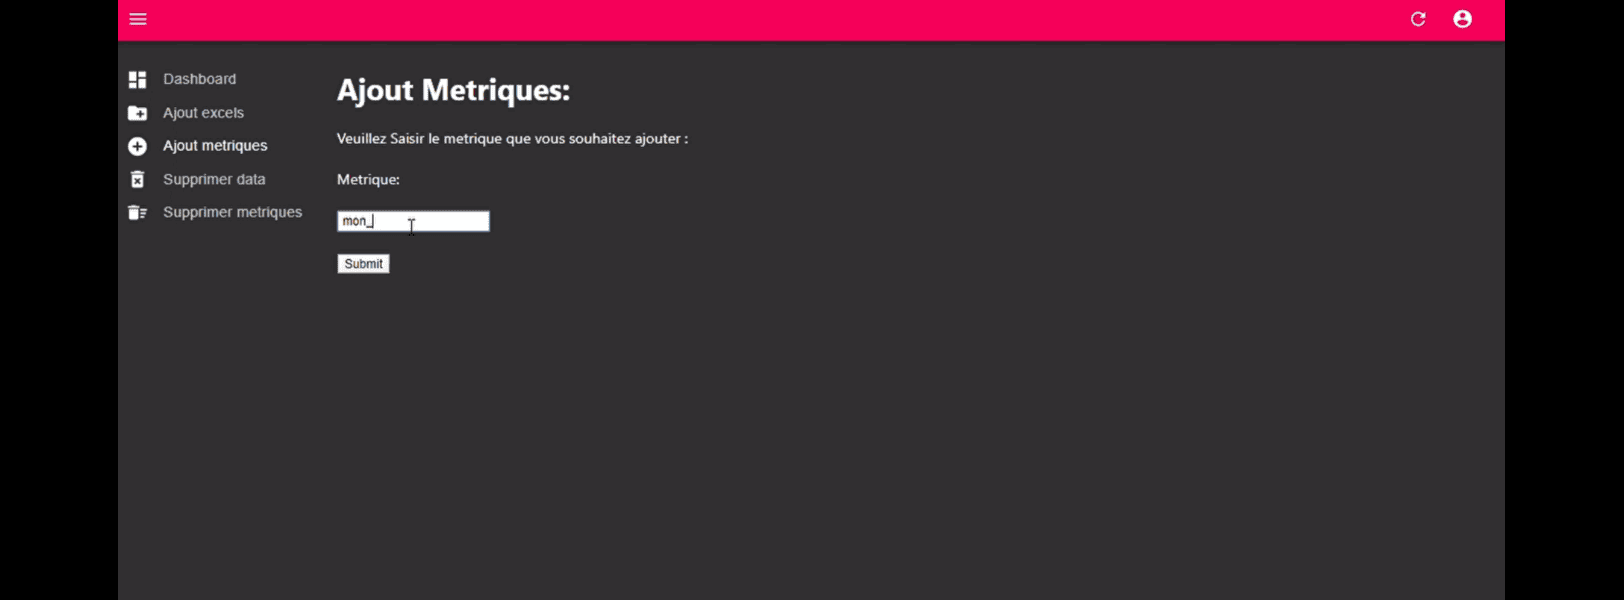 Dashboard
Ajout excels
Ajout metriques
Supprimer data
Supprimer metriques
Ajout Metriques:
Veuillez Saisir le metrique que vous souhaitez ajouter :
Metrique:
mon_
Submit